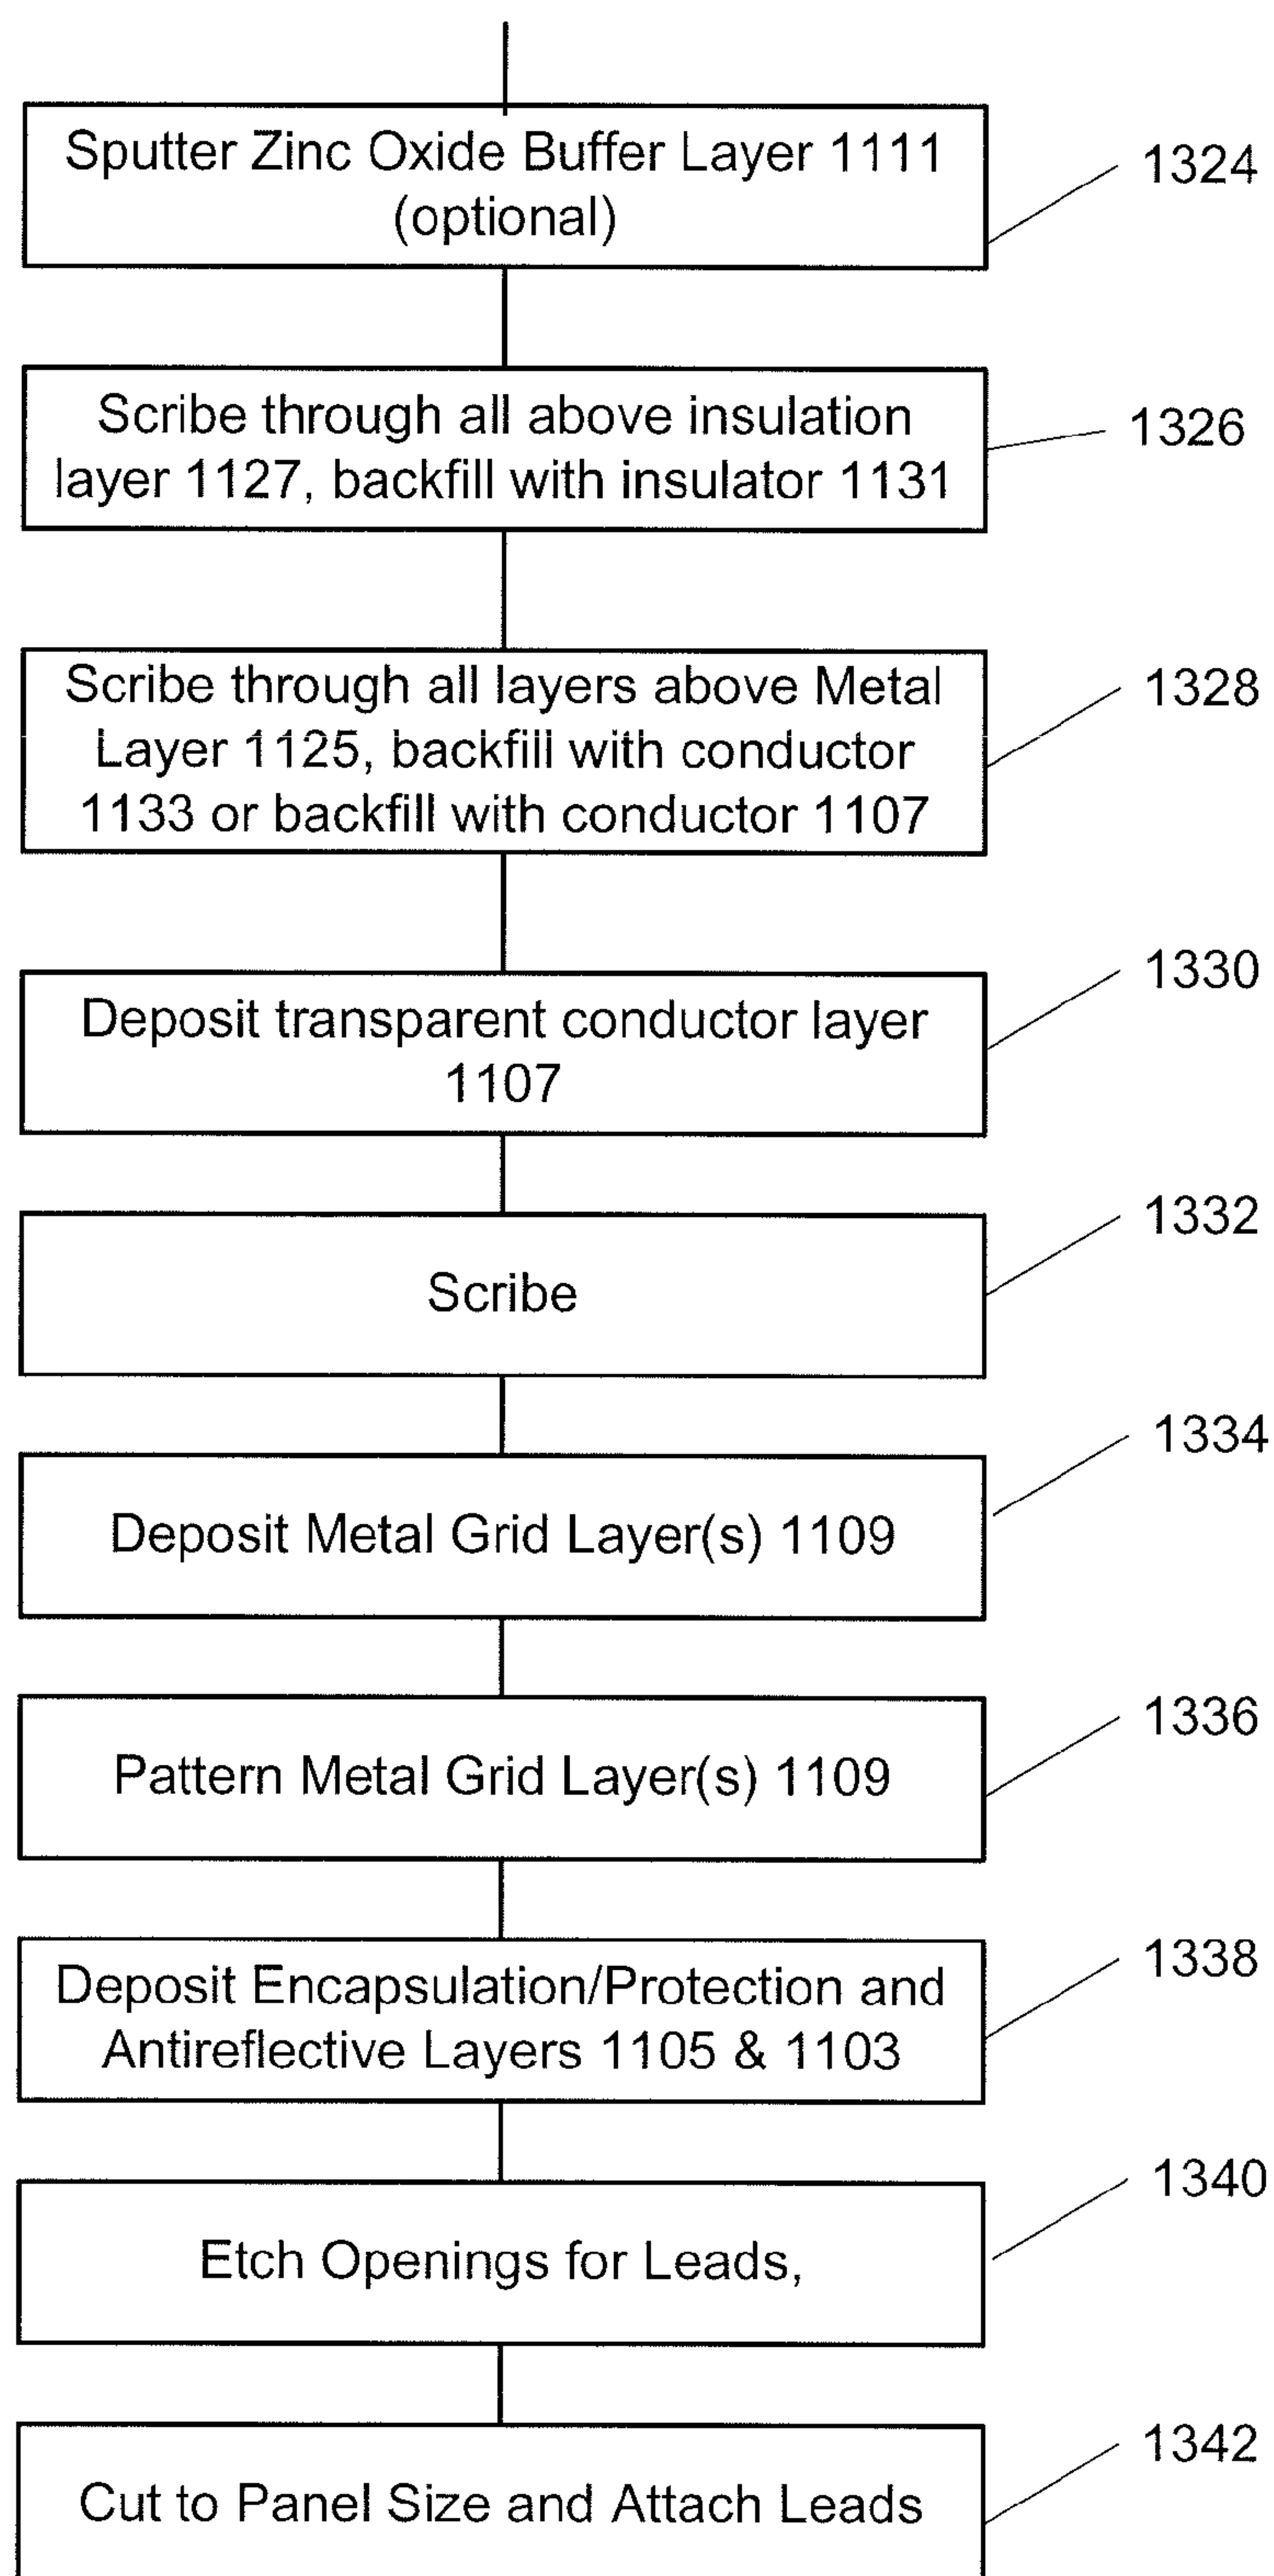 Sputter Zinc Oxide Buffer Layer 1111
(optional)
1324
Scribe through all above insulation
layer 1127, backfill with insulator 1131
1326
Scribe through all layers above Metal
Layer 1125, backfill with conductor
1133 or backfill with conductor 1107
1328
Deposit transparent conductor layer
1107
1330
Scribe
1332
Deposit Metal Grid Layer(s) 1109
1334
Pattern Metal Grid Layer(s) 1109
1336
Deposit Encapsulation/Protection and
Antireflective Layers 1105 & 1103
1338
Etch Openings for Leads,
1340
Cut to Panel Size and Attach Leads
1342